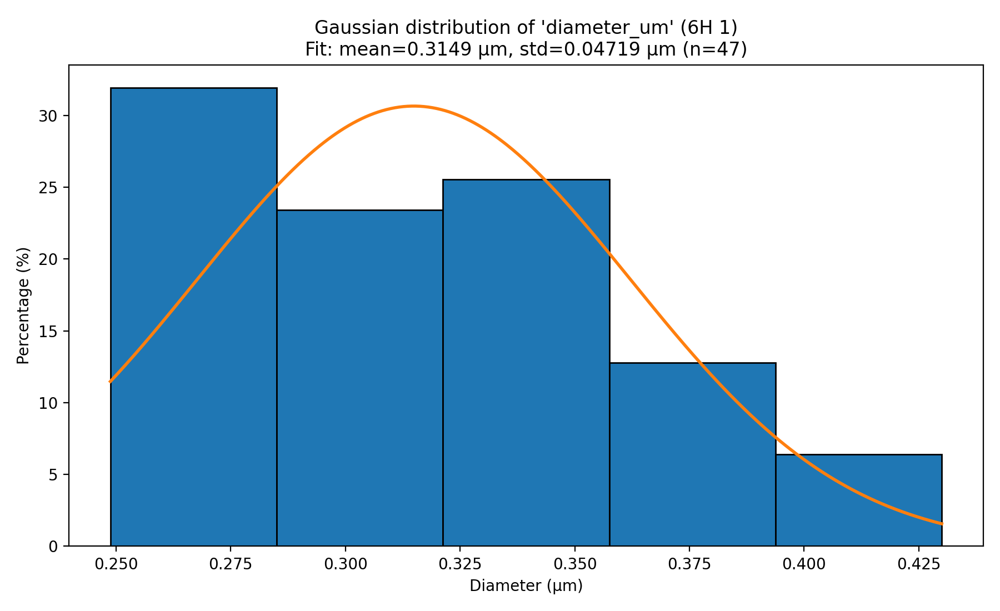 Gaussian distribution of 'diameter_um' (6H 1)
Fit: mean=0.3149 µm, std=0.04719 µm (n=47)
Percentage (%)
30
25
20
15
10
5
0
0.250 0.275 0.300 0.325 0.350 0.375 0.400 0.425
Diameter (µm)